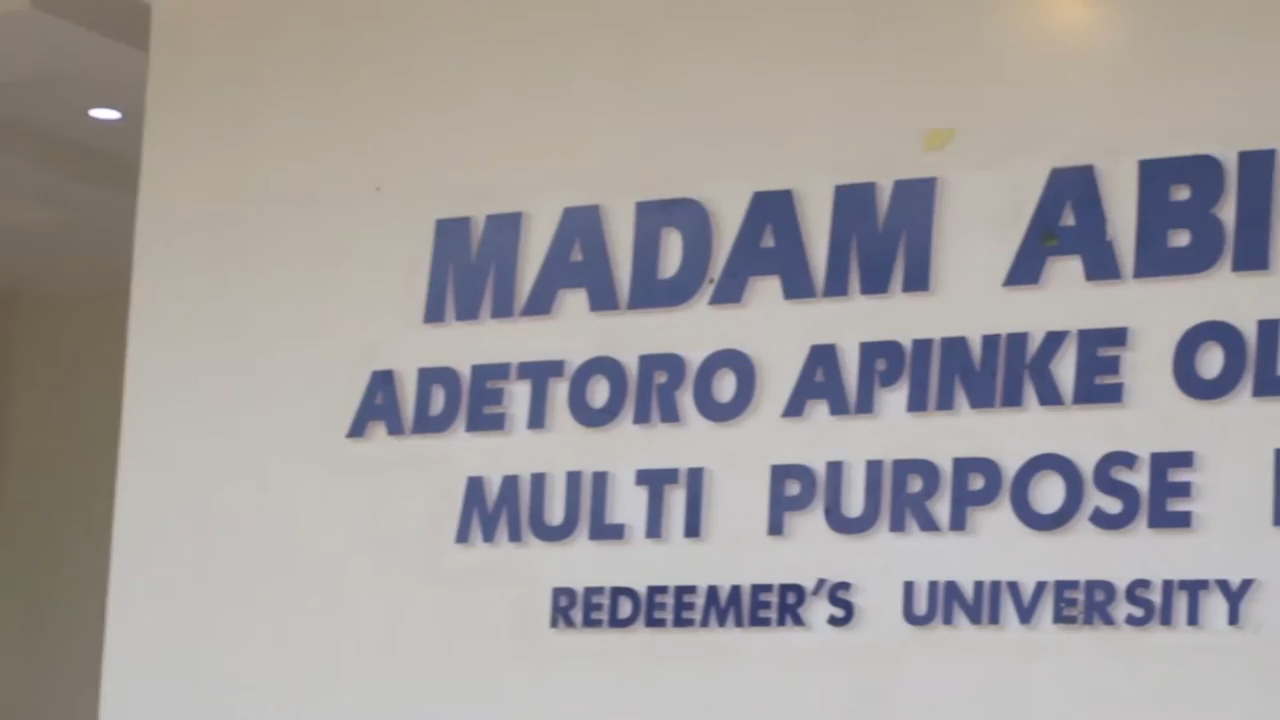 MADAM ABI
ADETORO APINKE OL
MULTI PURPOSE
REDEEMER'S UNIVERSITY